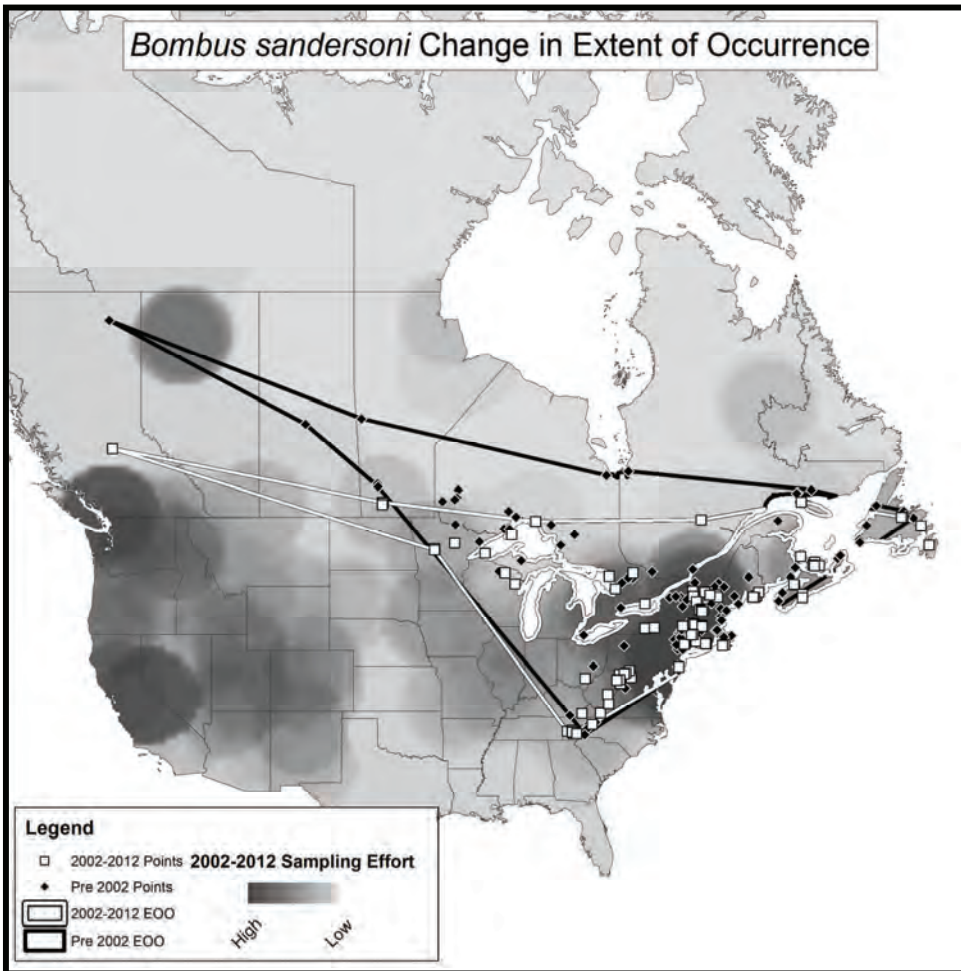 Bombus sandersoni Change in Extent of Occurrence
Legend
2002-2012 Points
Pre 2002 Points
2002-2012 EOO
Pre 2002 EOO
2002-2012 Sampling Effort
High
Low